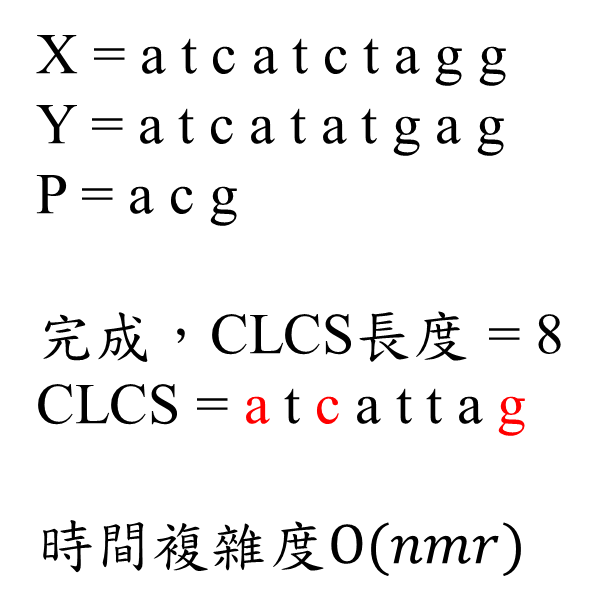 X = a t c a t c t a g g
Y = a t c a t a t g a g
P = a c g
完成，CLCS長度 = 8
CLCS = a t c a t t a g
時間複雜度O(nmr)